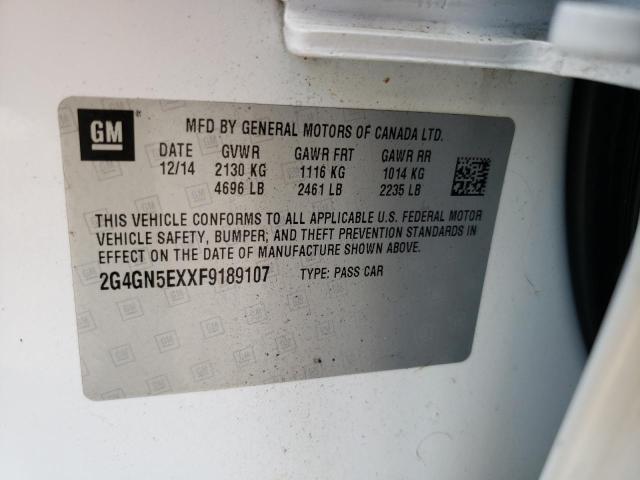 GM
MFD BY GENERAL MOTORS OF CANADA LTD.
DATE GVWR GAWR FRT GAWR RR
12/14 2130 KG 1116 KG 1014 KG
4696 LB 2461 LB 2235 LB
THIS VEHICLE CONFORMS TO ALL APPLICABLE U.S. FEDERAL MOTOR
VEHICLE SAFETY, BUMPER, AND THEFT PREVENTION STANDARDS IN
EFFECT ON THE DATE OF MANUFACTURE SHOWN ABOVE.
2G4GN5EXXF9189107 TYPE: PASS CAR